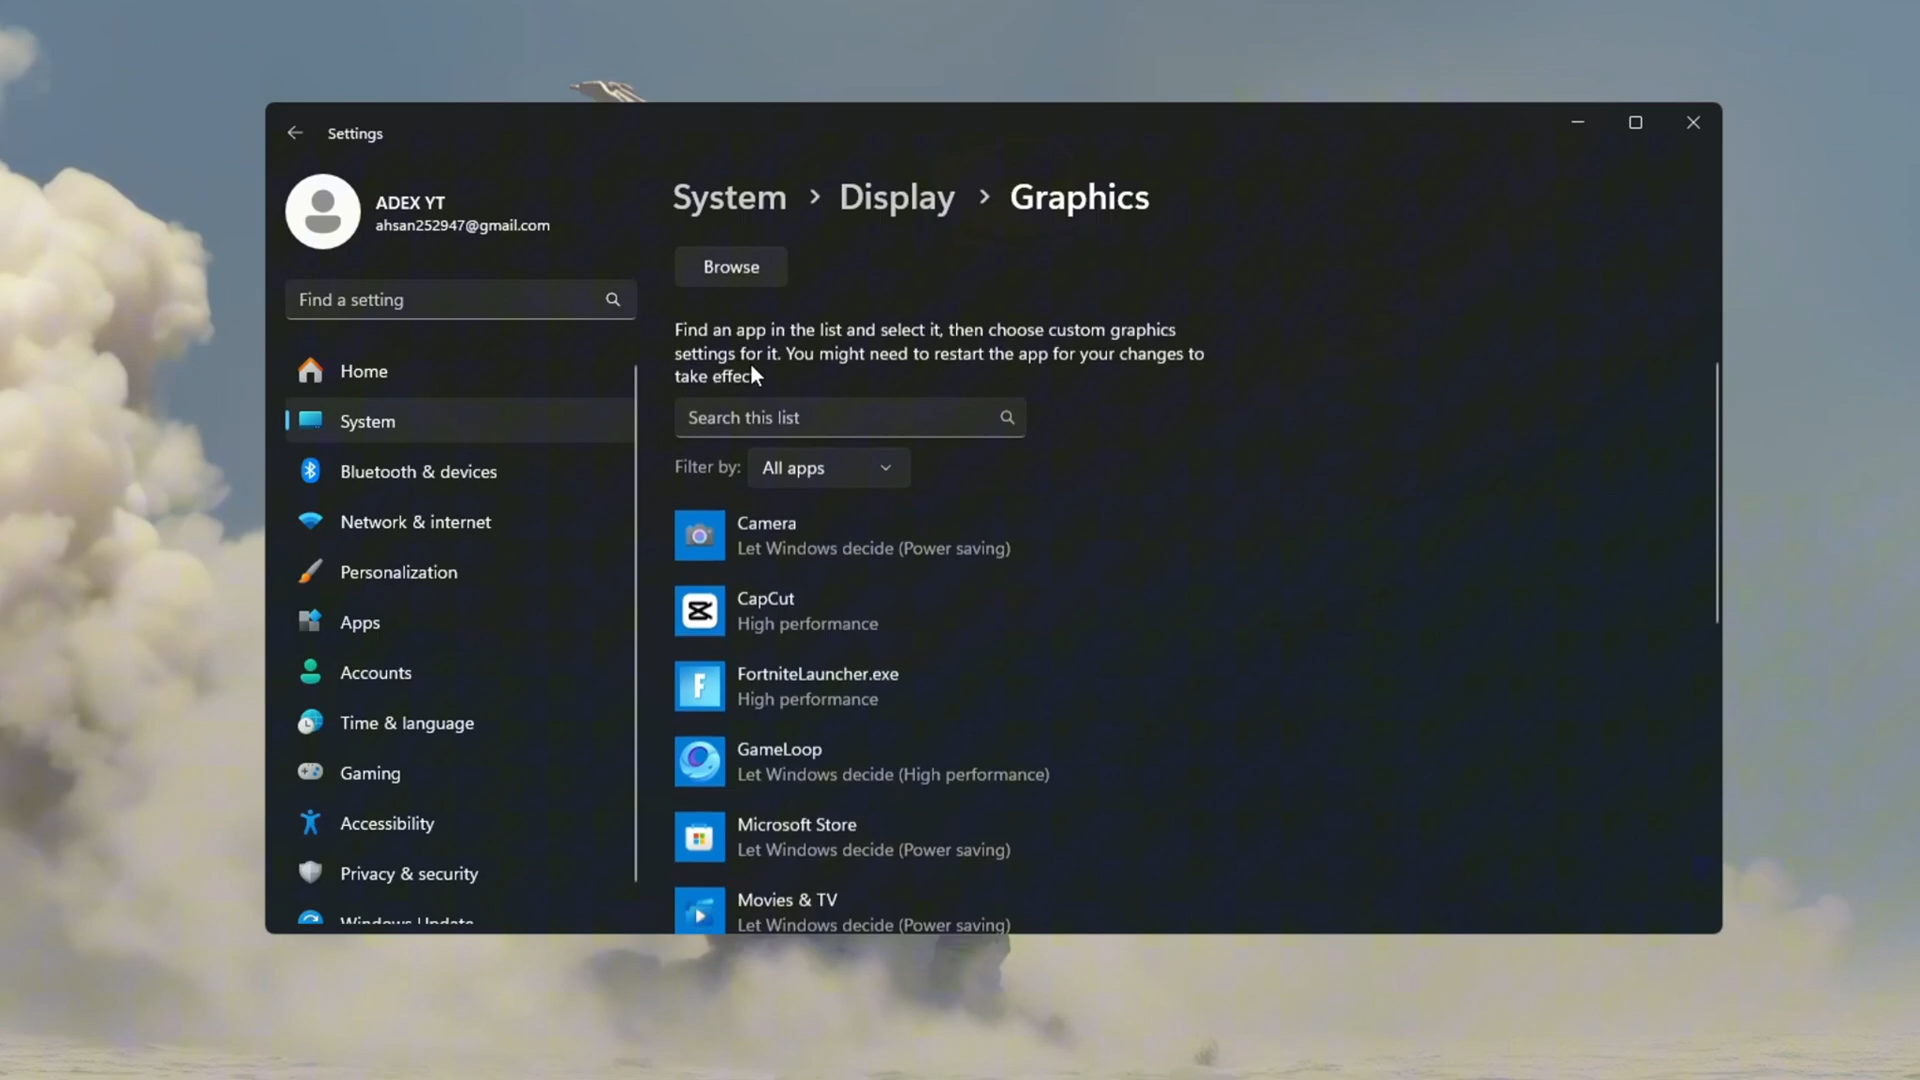 Settings
ADEX YT
ahsan252947@gmail.com
Find a setting
Home
System
Bluetooth & devices
Network & internet
Personalization
Apps
Accounts
Time & language
Gaming
Accessibility
Privacy & security
Windows Update
System > Display > Graphics
Browse
Find an app in the list and select it, then choose custom graphics
settings for it. You might need to restart the app for your changes to
take effec
Search this list
Filter by: All apps
Camera
Let Windows decide (Power saving)
CapCut
High performance
F
FortniteLauncher.exe
High performance
GameLoop
Let Windows decide (High performance)
Microsoft Store
Let Windows decide (Power saving)
Movies & TV
Let Windows decide (Power saving)